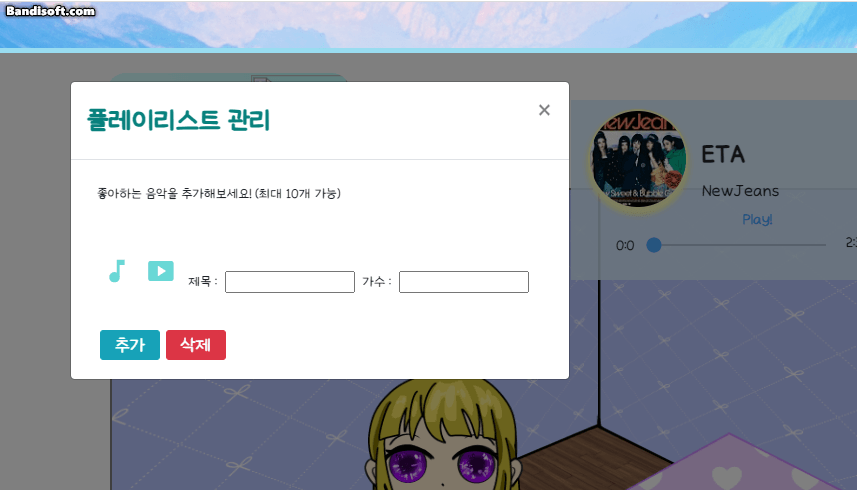 Bandisoft.com
플레이리스트 관리
×
좋아하는 음악을 추가해보세요! (최대 10개 가능)
제목 :
가수 :
추가
삭제
NewJeans
ETA
NewJeans
Play!
0:0